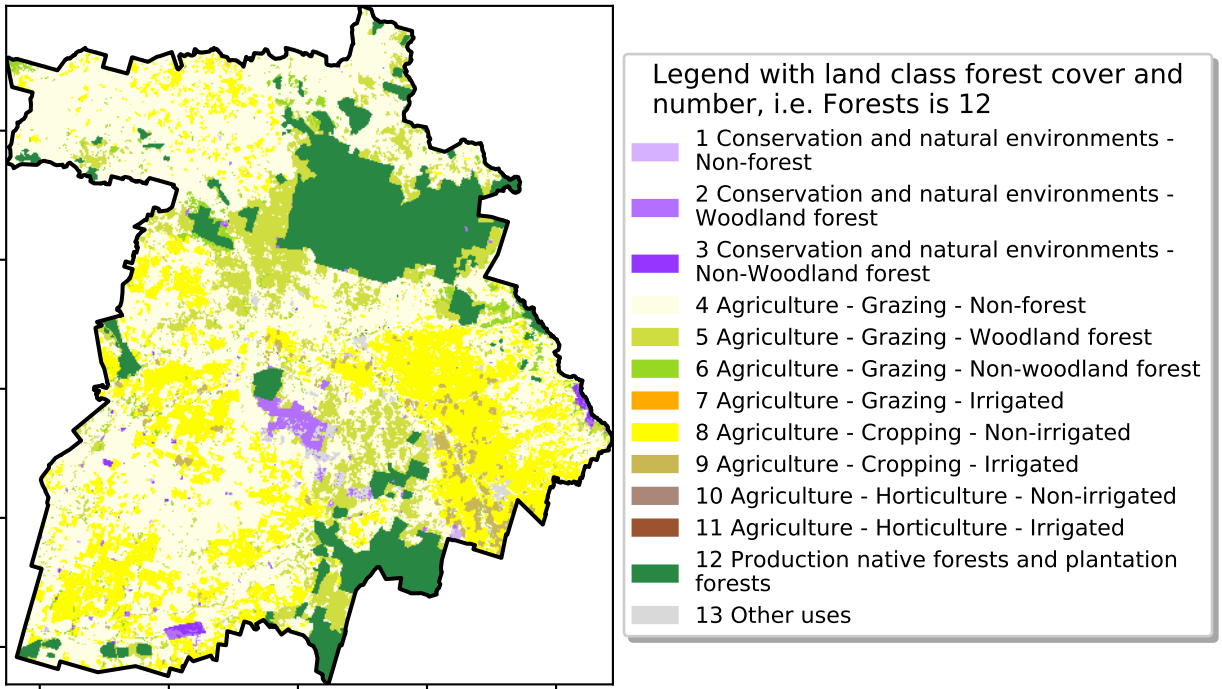 Legend with land class forest cover and
number, i.e. Forests is 12
1 Conservation and natural environments -
Non-forest
2 Conservation and natural environments -
Woodland forest
3 Conservation and natural environments -
Non-Woodland forest
4 Agriculture - Grazing - Non-forest
5 Agriculture - Grazing - Woodland forest
6 Agriculture - Grazing - Non-woodland forest
7 Agriculture - Grazing - Irrigated
8 Agriculture - Cropping - Non-irrigated
9 Agriculture - Cropping - Irrigated
10 Agriculture - Horticulture - Non-irrigated
11 Agriculture - Horticulture - Irrigated
12 Production native forests and plantation
forests
13 Other uses